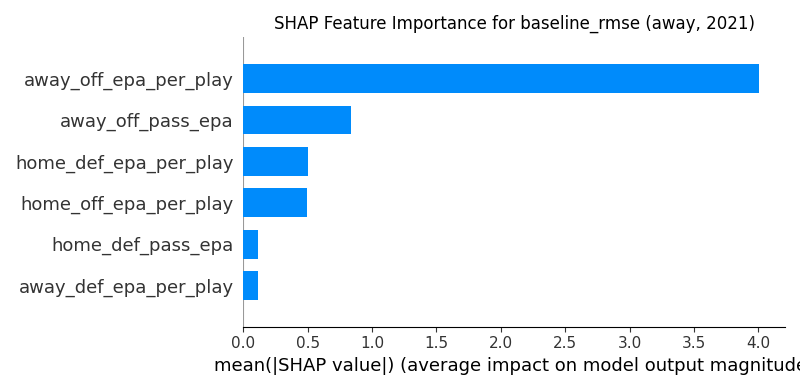 SHAP Feature Importance for baseline_rmse (away, 2021)
away_off_epa_per_play
away_off_pass_epa
home_def_epa_per_play
home_off_epa_per_play
home_def_pass_epa
away_def_epa_per_play
0.0 0.5 1.0 1.5 2.0 2.5 3.0 3.5 4.0
mean(|SHAP value|) (average impact on model output magnitude